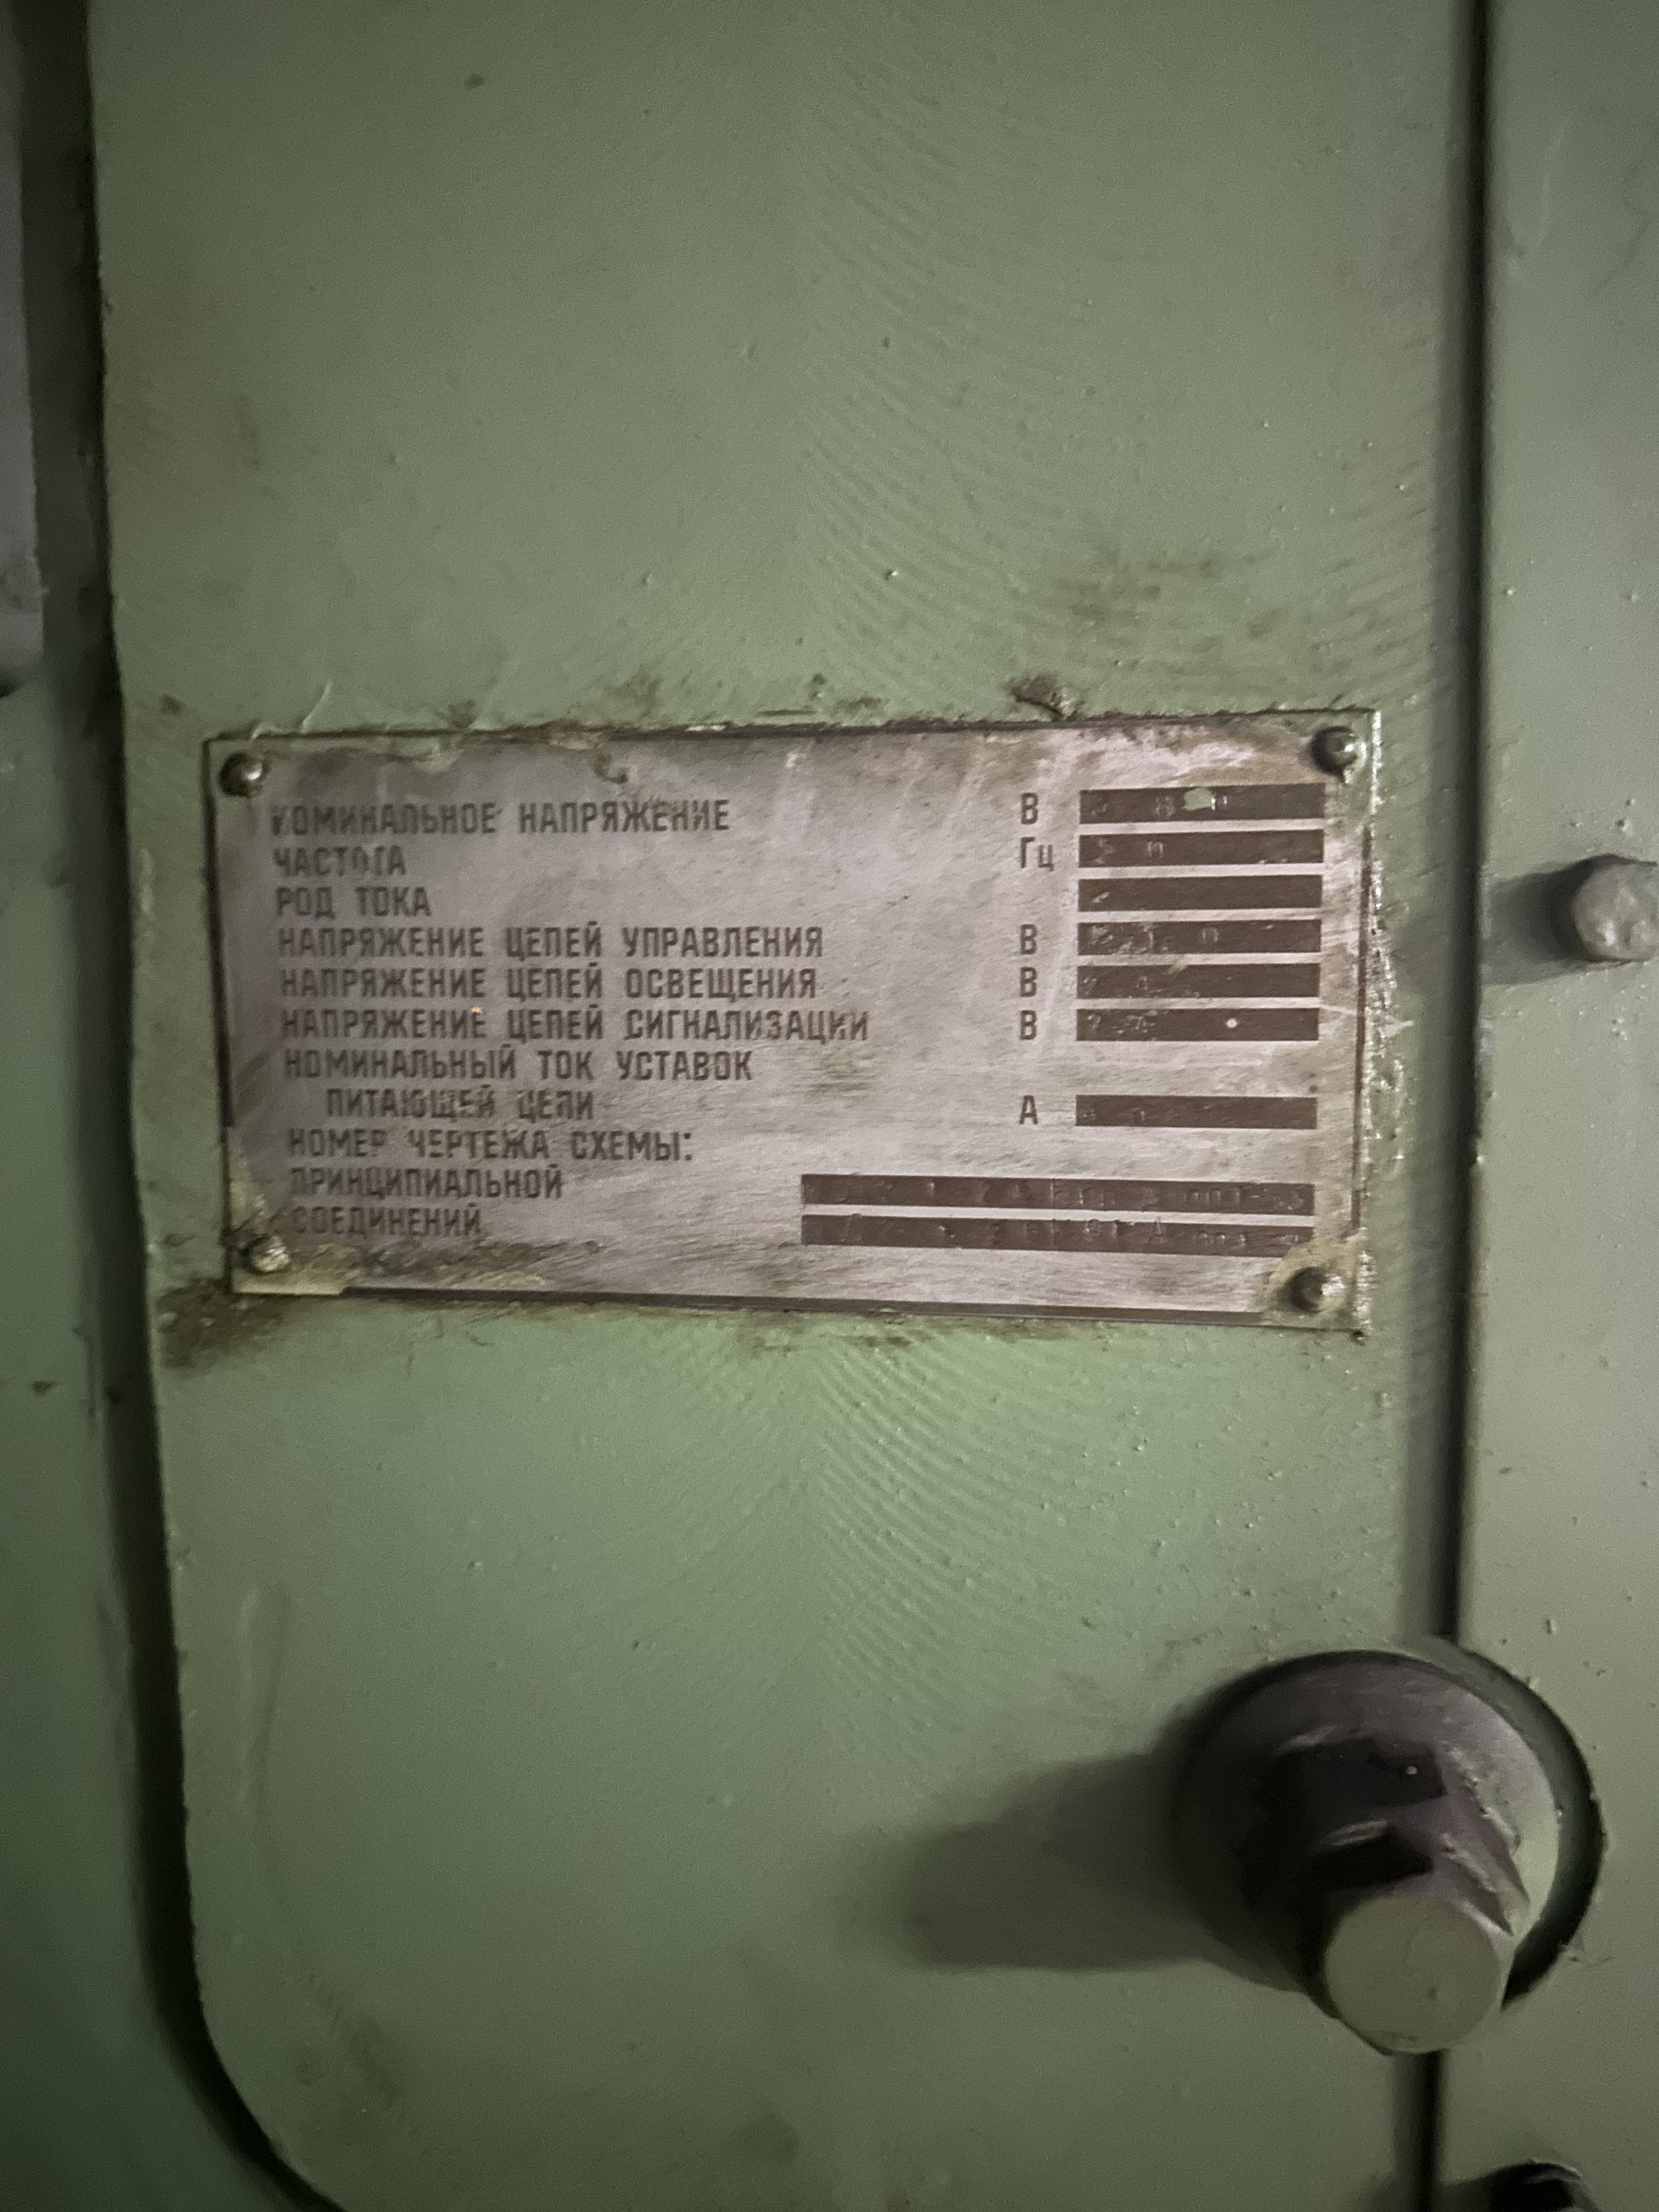 НОМИНАЛЬНОЕ НАПРЯЖЕНИЕ В 380
ЧАСТОТА Гц 50
РОД ТОКА
НАПРЯЖЕНИЕ ЦЕПЕЙ УПРАВЛЕНИЯ В
НАПРЯЖЕНИЕ ЦЕПЕЙ ОСВЕЩЕНИЯ В
НАПРЯЖЕНИЕ ЦЕПЕЙ СИГНАЛИЗАЦИИ В
НОМИНАЛЬНЫЙ ТОК УСТАВОК
ПИТАЮЩЕЙ ЦЕПИ А
НОМЕР ЧЕРТЕЖА СХЕМЫ:
ПРИНЦИПИАЛЬНОЙ
СОЕДИНЕНИЙ